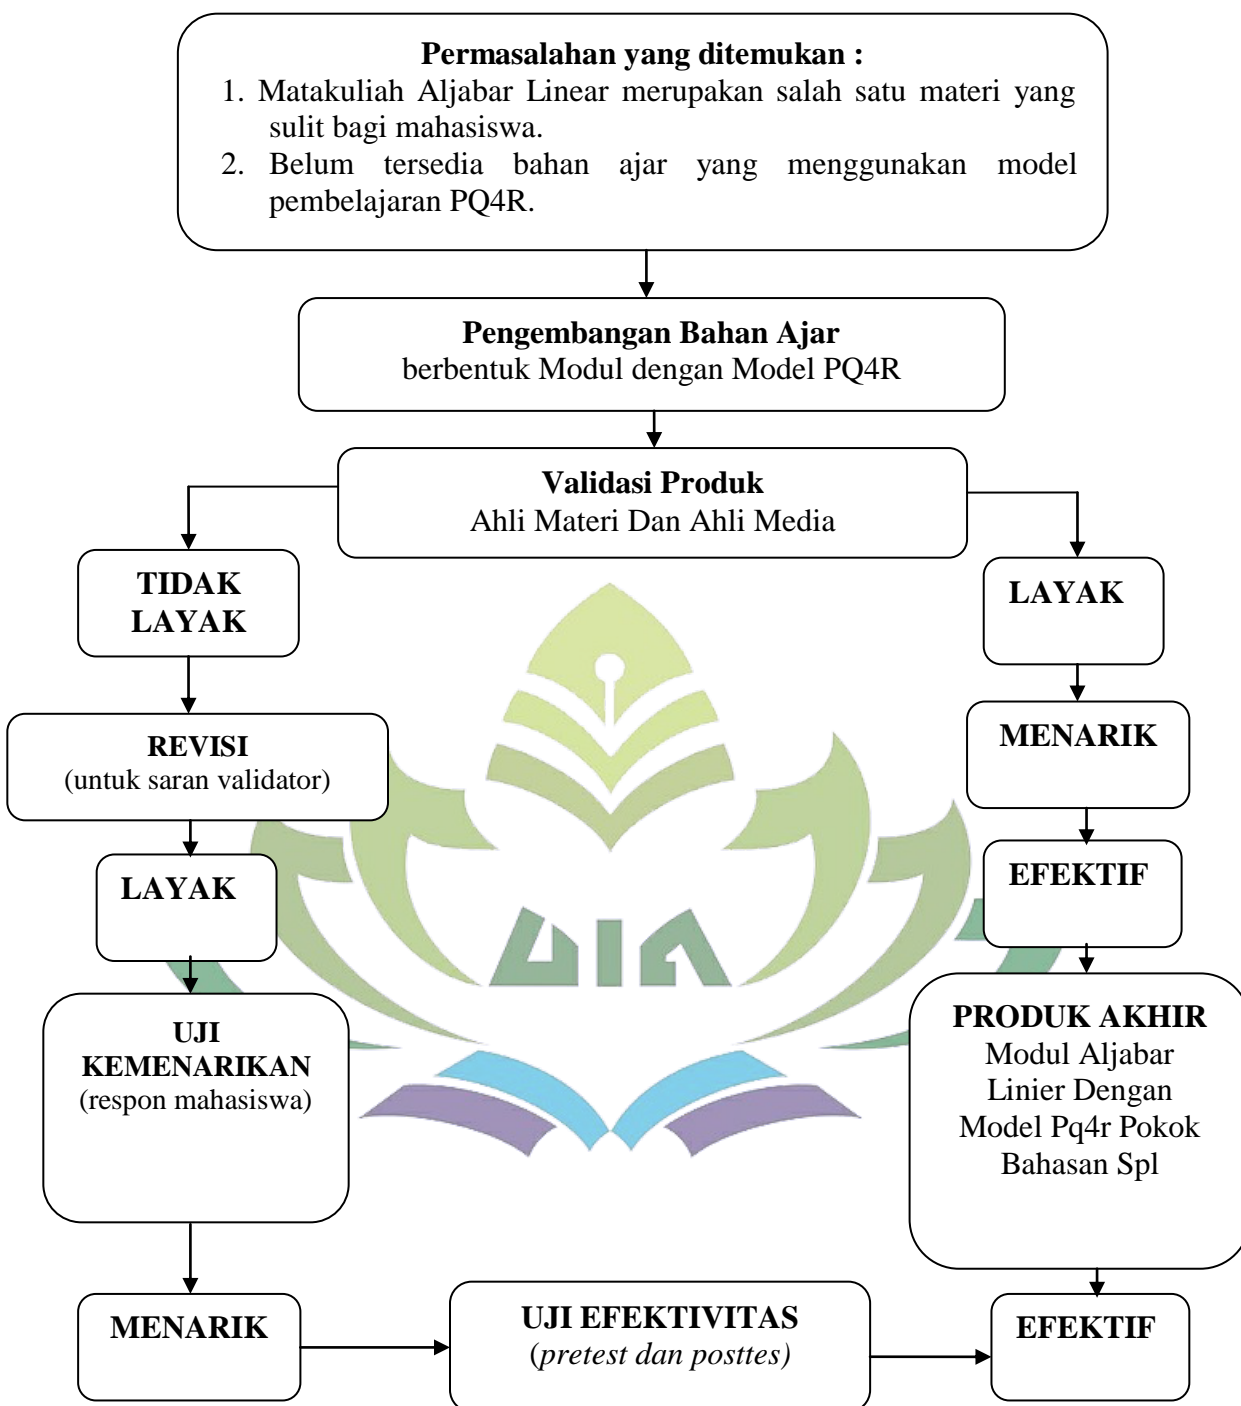 Permasalahan yang ditemukan :
1. Matakuliah Aljabar Linear merupakan salah satu materi yang
sulit bagi mahasiswa.
2. Belum tersedia bahan ajar yang menggunakan model
pembelajaran PQ4R.
Pengembangan Bahan Ajar
berbentuk Modul dengan Model PQ4R
Validasi Produk
Ahli Materi Dan Ahli Media
TIDAK
LAYAK
LAYAK
REVISI
(untuk saran validator)
MENARIK
LAYAK
EFEKTIF
UIN
UJI
KEMENARIKAN
(respon mahasiswa)
PRODUK AKHIR
Modul Aljabar
Linier Dengan
Model Pq4r Pokok
Bahasan Spl
MENARIK
UJI EFEKTIVITAS
(pretest dan posttes)
EFEKTIF